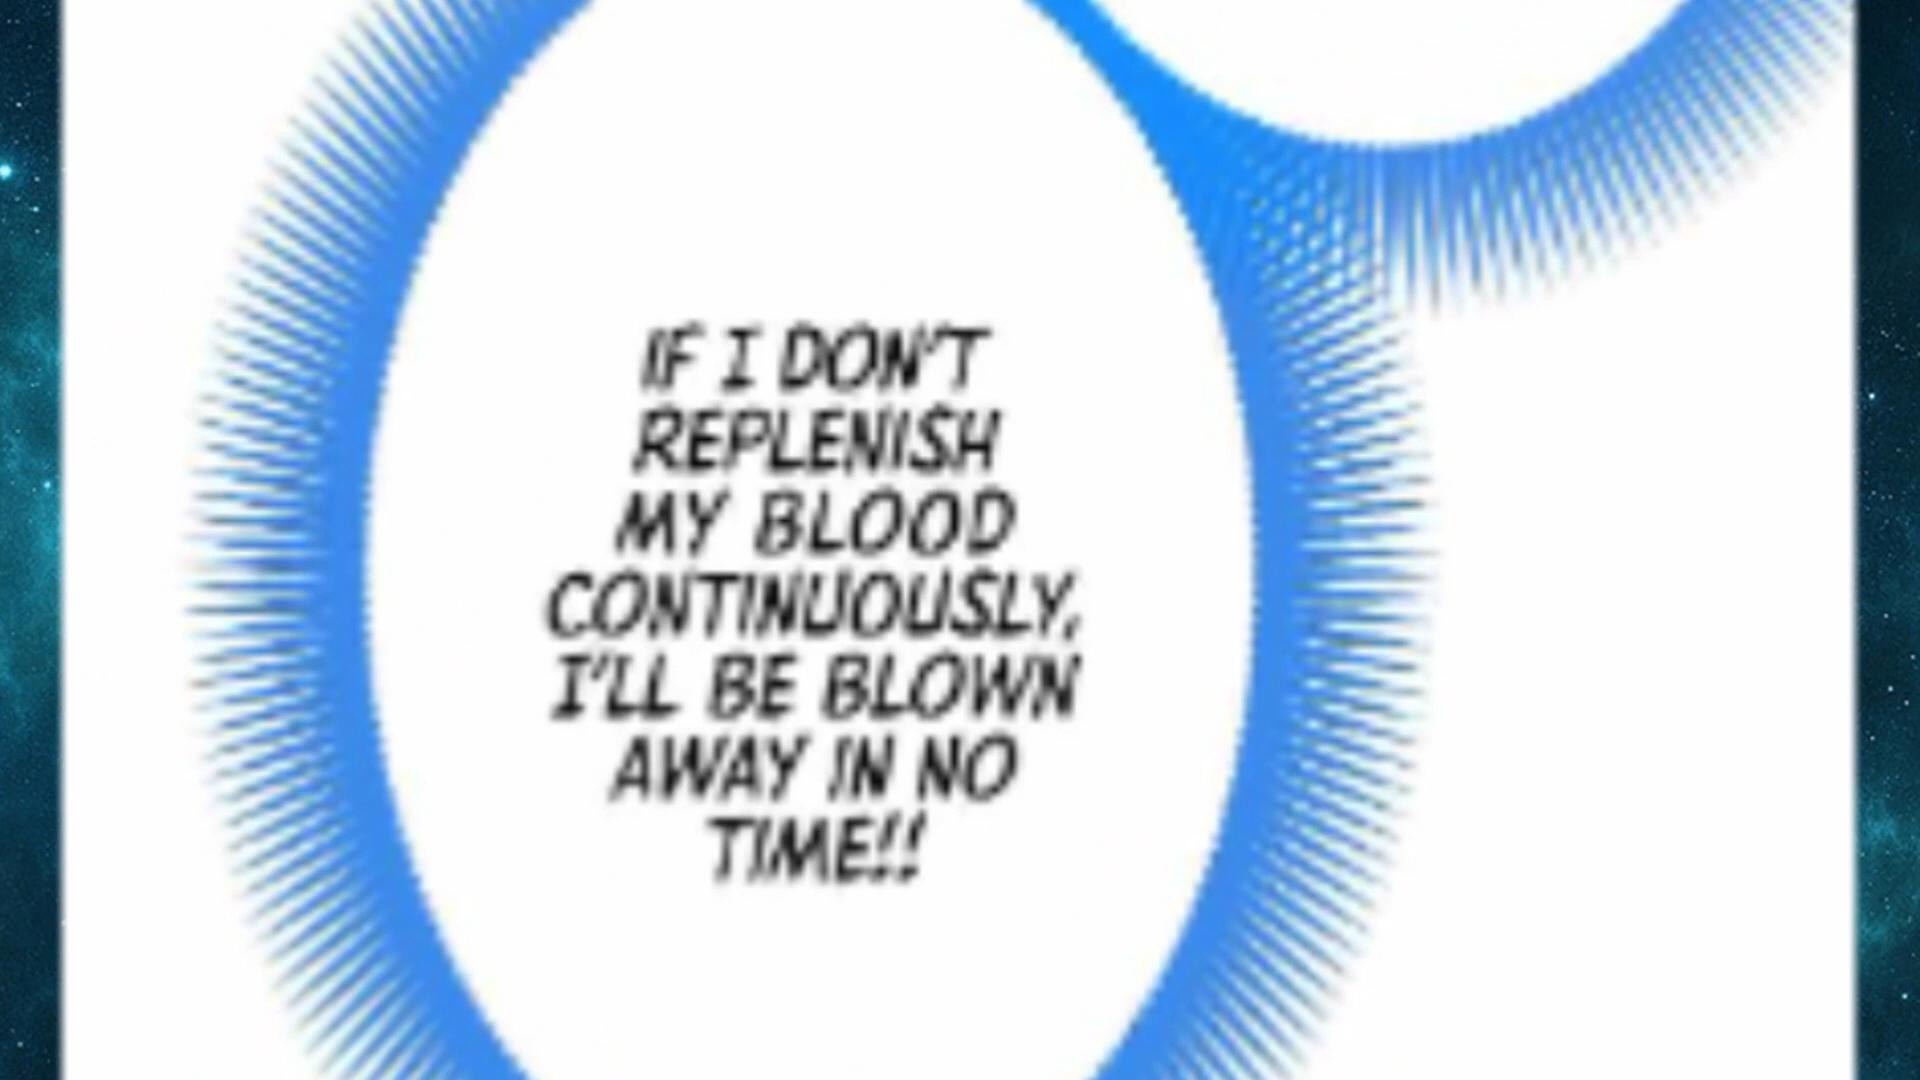 IF I DON'T
REPLENISH
MY BLOOD
CONTINUOUSLY,
I'LL BE BLOWN
AWAY IN NO
TIME!!